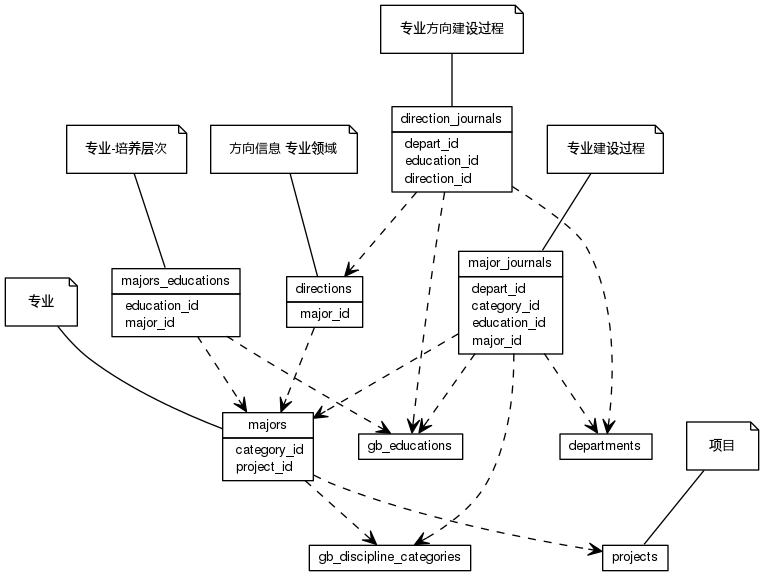 专业方向建设过程
direction_journals
depart_id
education_id
direction_id
专业-培养层次
方向信息 专业领域
专业建设过程
major_journals
depart_id
category_id
education_id
major_id
majors_educations
education_id
major_id
directions
major_id
专业
majors
category_id
project_id
gb_educations
departments
项目
gb_discipline_categories
projects